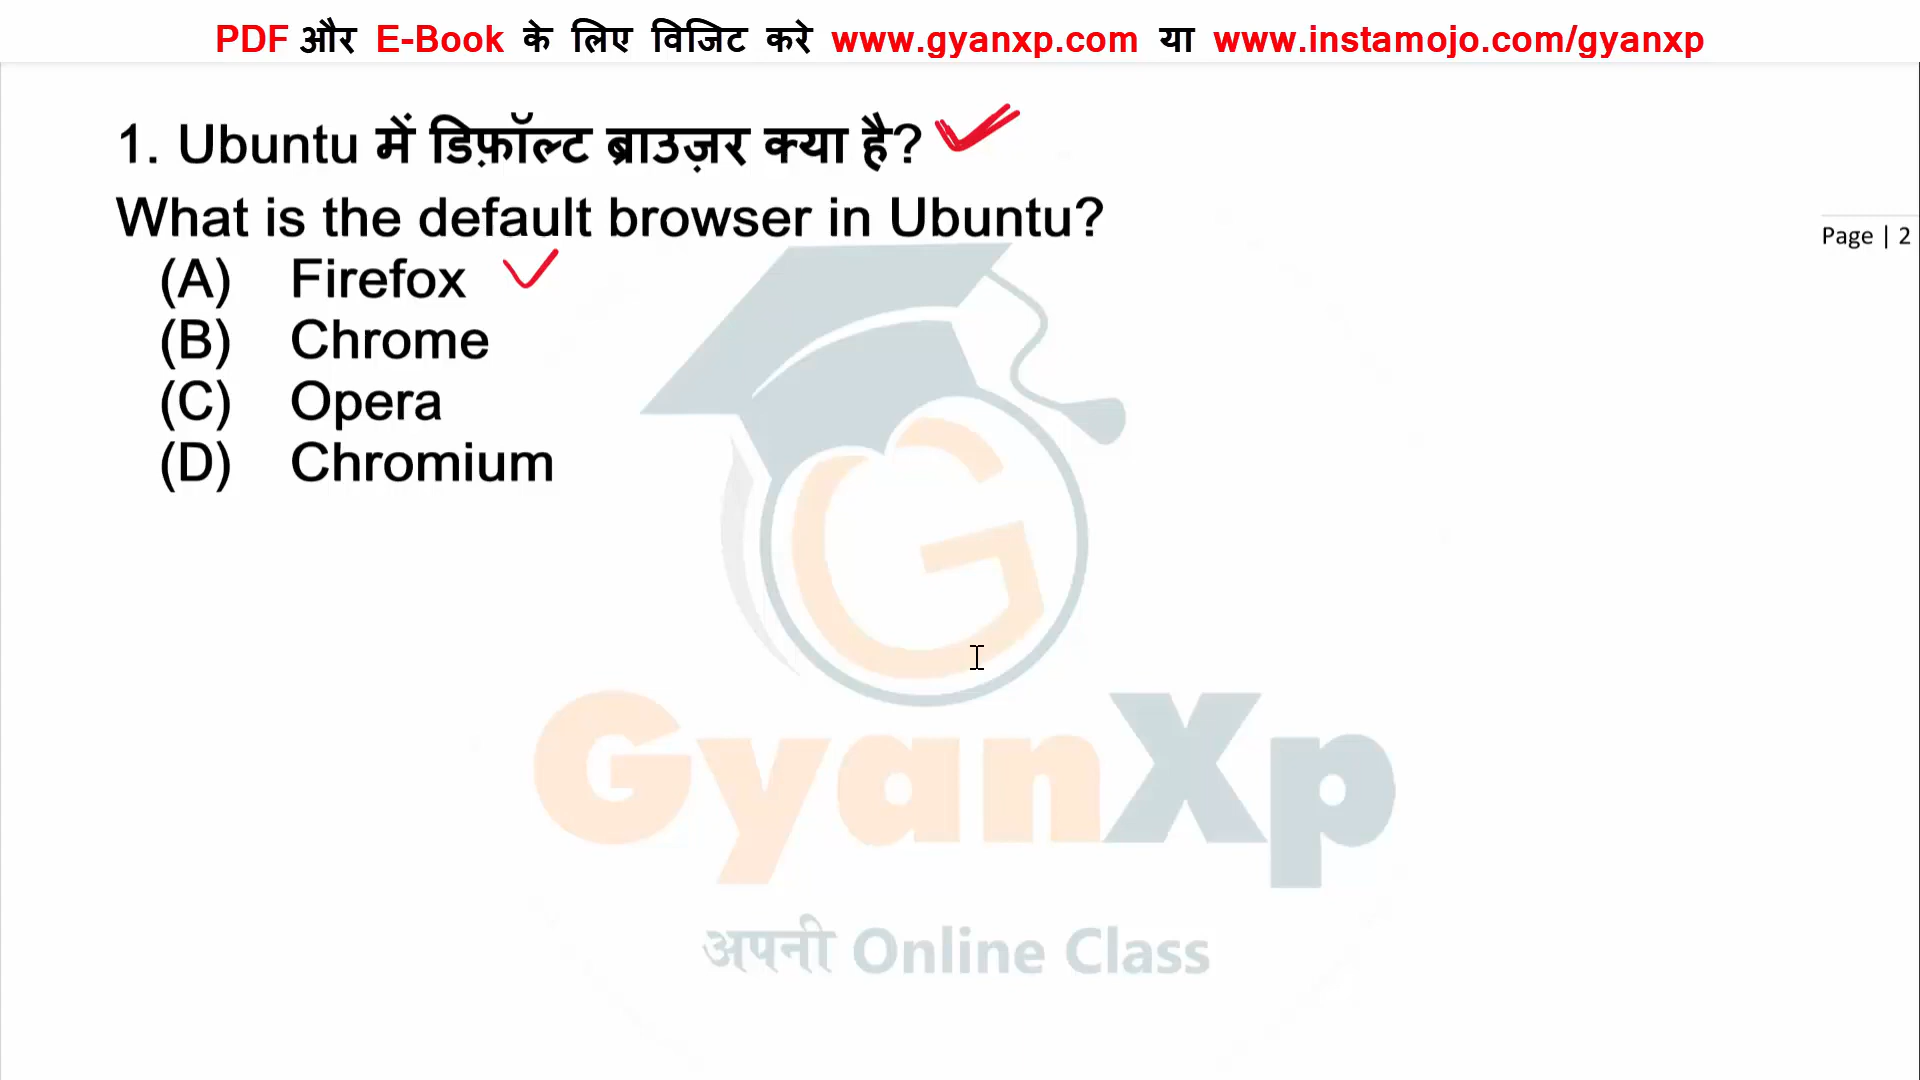 PDF और E-Book के लिए विजिट करे www.gyanxp.com या www.instamojo.com/gyanxp
1. Ubuntu में डिफ़ॉल्ट ब्राउज़र क्या है?
What is the default browser in Ubuntu?
Page | 2
(A) Firefox
(B) Chrome
(C) Opera
(D) Chromium
G
GyanXp
अपनी Online Class